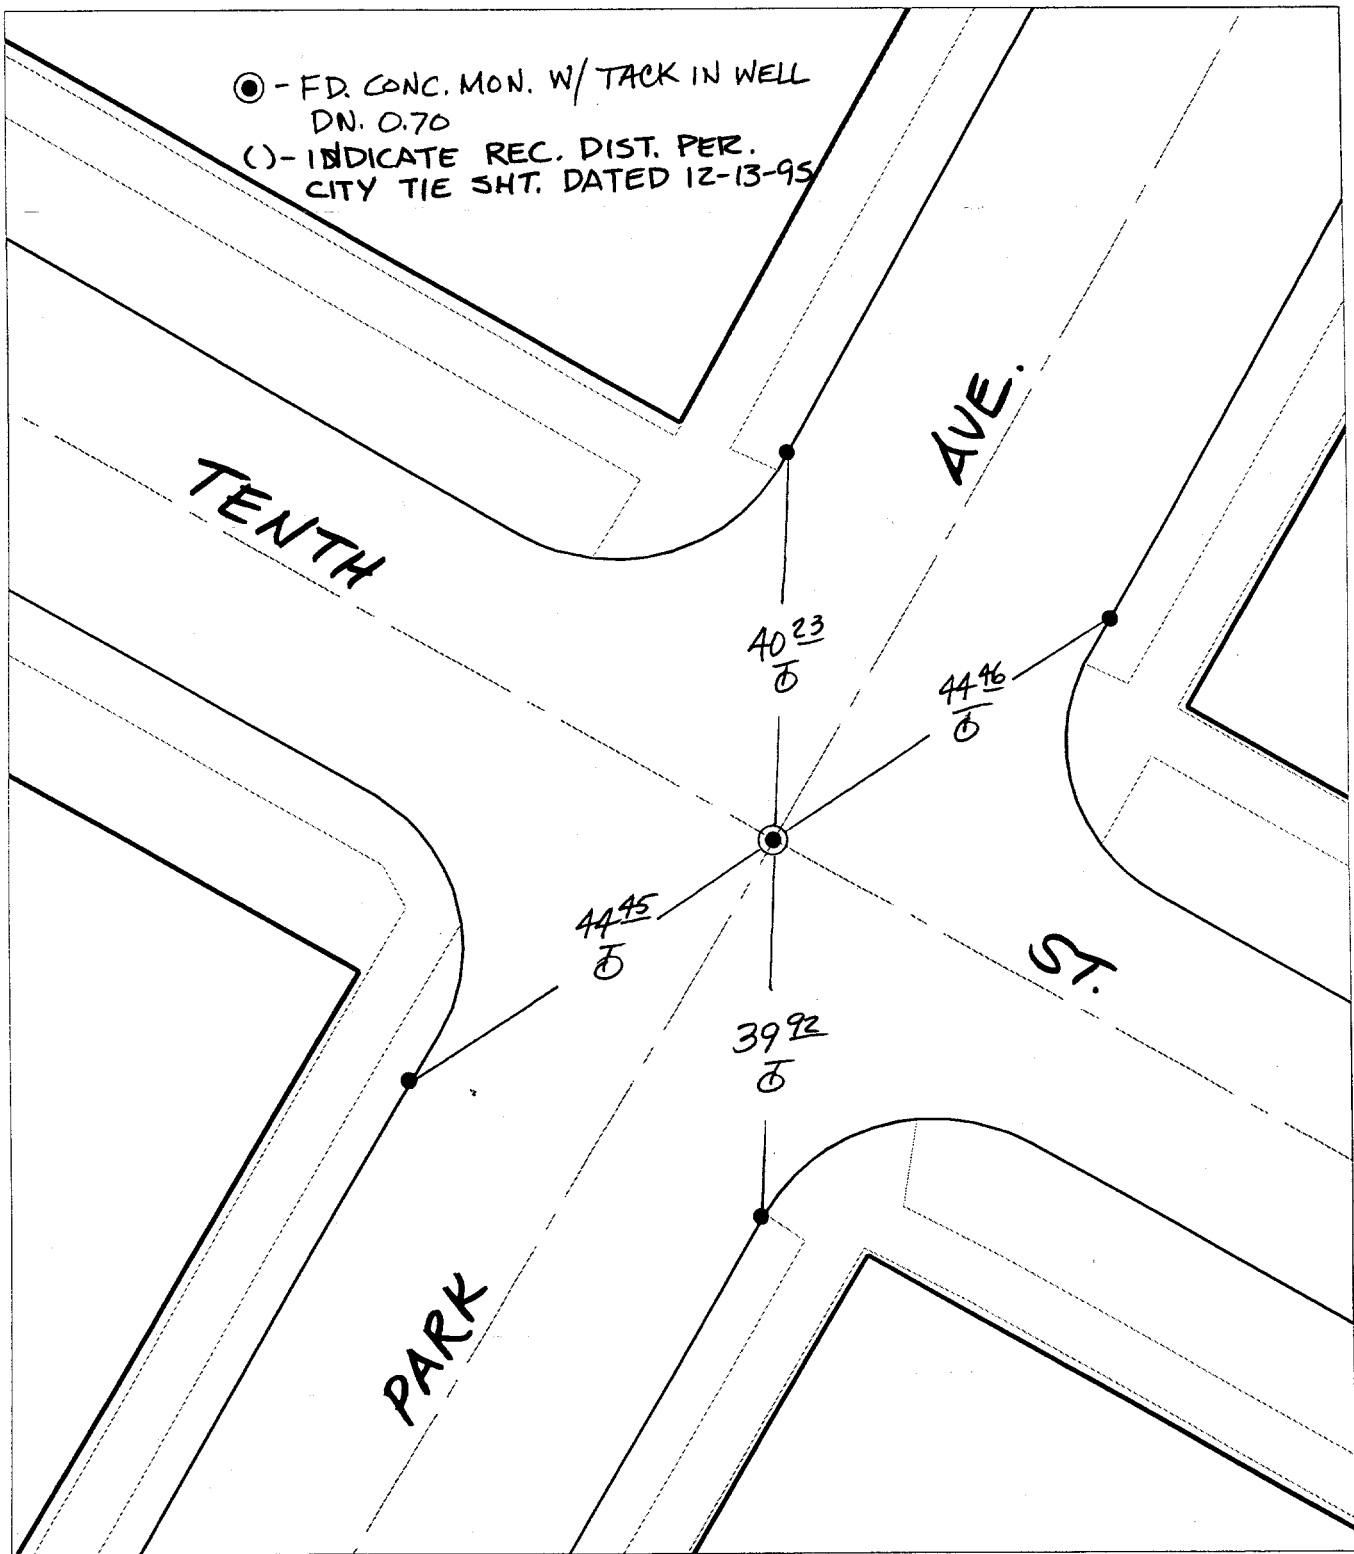 ⦿ - FD. CONC. MON. W/ TACK IN WELL
DN. 0.70
( ) - INDICATE REC. DIST. PER.
CITY TIE SHT. DATED 12-13-95
TENTH
AVE.
40 23
44 46
44 45
ST.
39 92
PARK